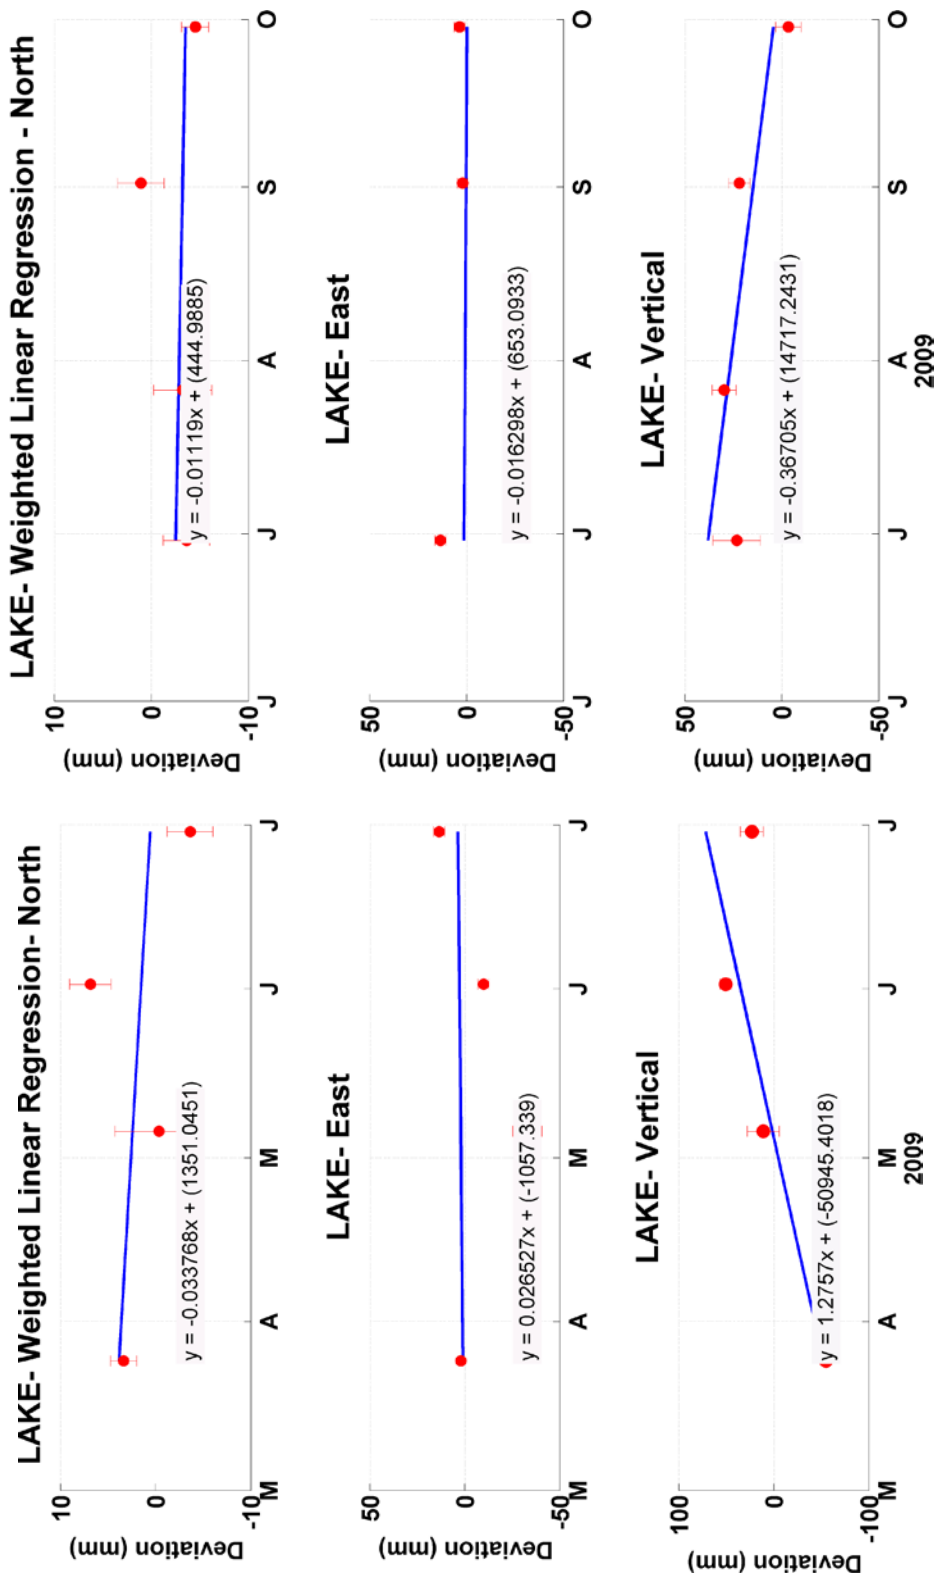 LAKE- Weighted Linear Regression- North
10
0
-10
Deviation (mm)
M
A
M
J
J
y = -0.033768x + (1351.0451)
LAKE- East
50
0
-50
Deviation (mm)
M
A
M
J
J
y = 0.026527x + (-1057.339)
LAKE- Vertical
100
0
-100
Deviation (mm)
M
A
M
J
J
2009
y = 1.2757x + (-50945.4018)
LAKE- Weighted Linear Regression - North
10
0
-10
Deviation (mm)
J
J
A
S
O
y = -0.01119x + (444.9885)
LAKE- East
50
0
-50
Deviation (mm)
J
J
A
S
O
y = -0.016298x + (653.0933)
LAKE- Vertical
50
0
-50
Deviation (mm)
J
J
A
S
O
2009
y = -0.36705x + (14717.2431)